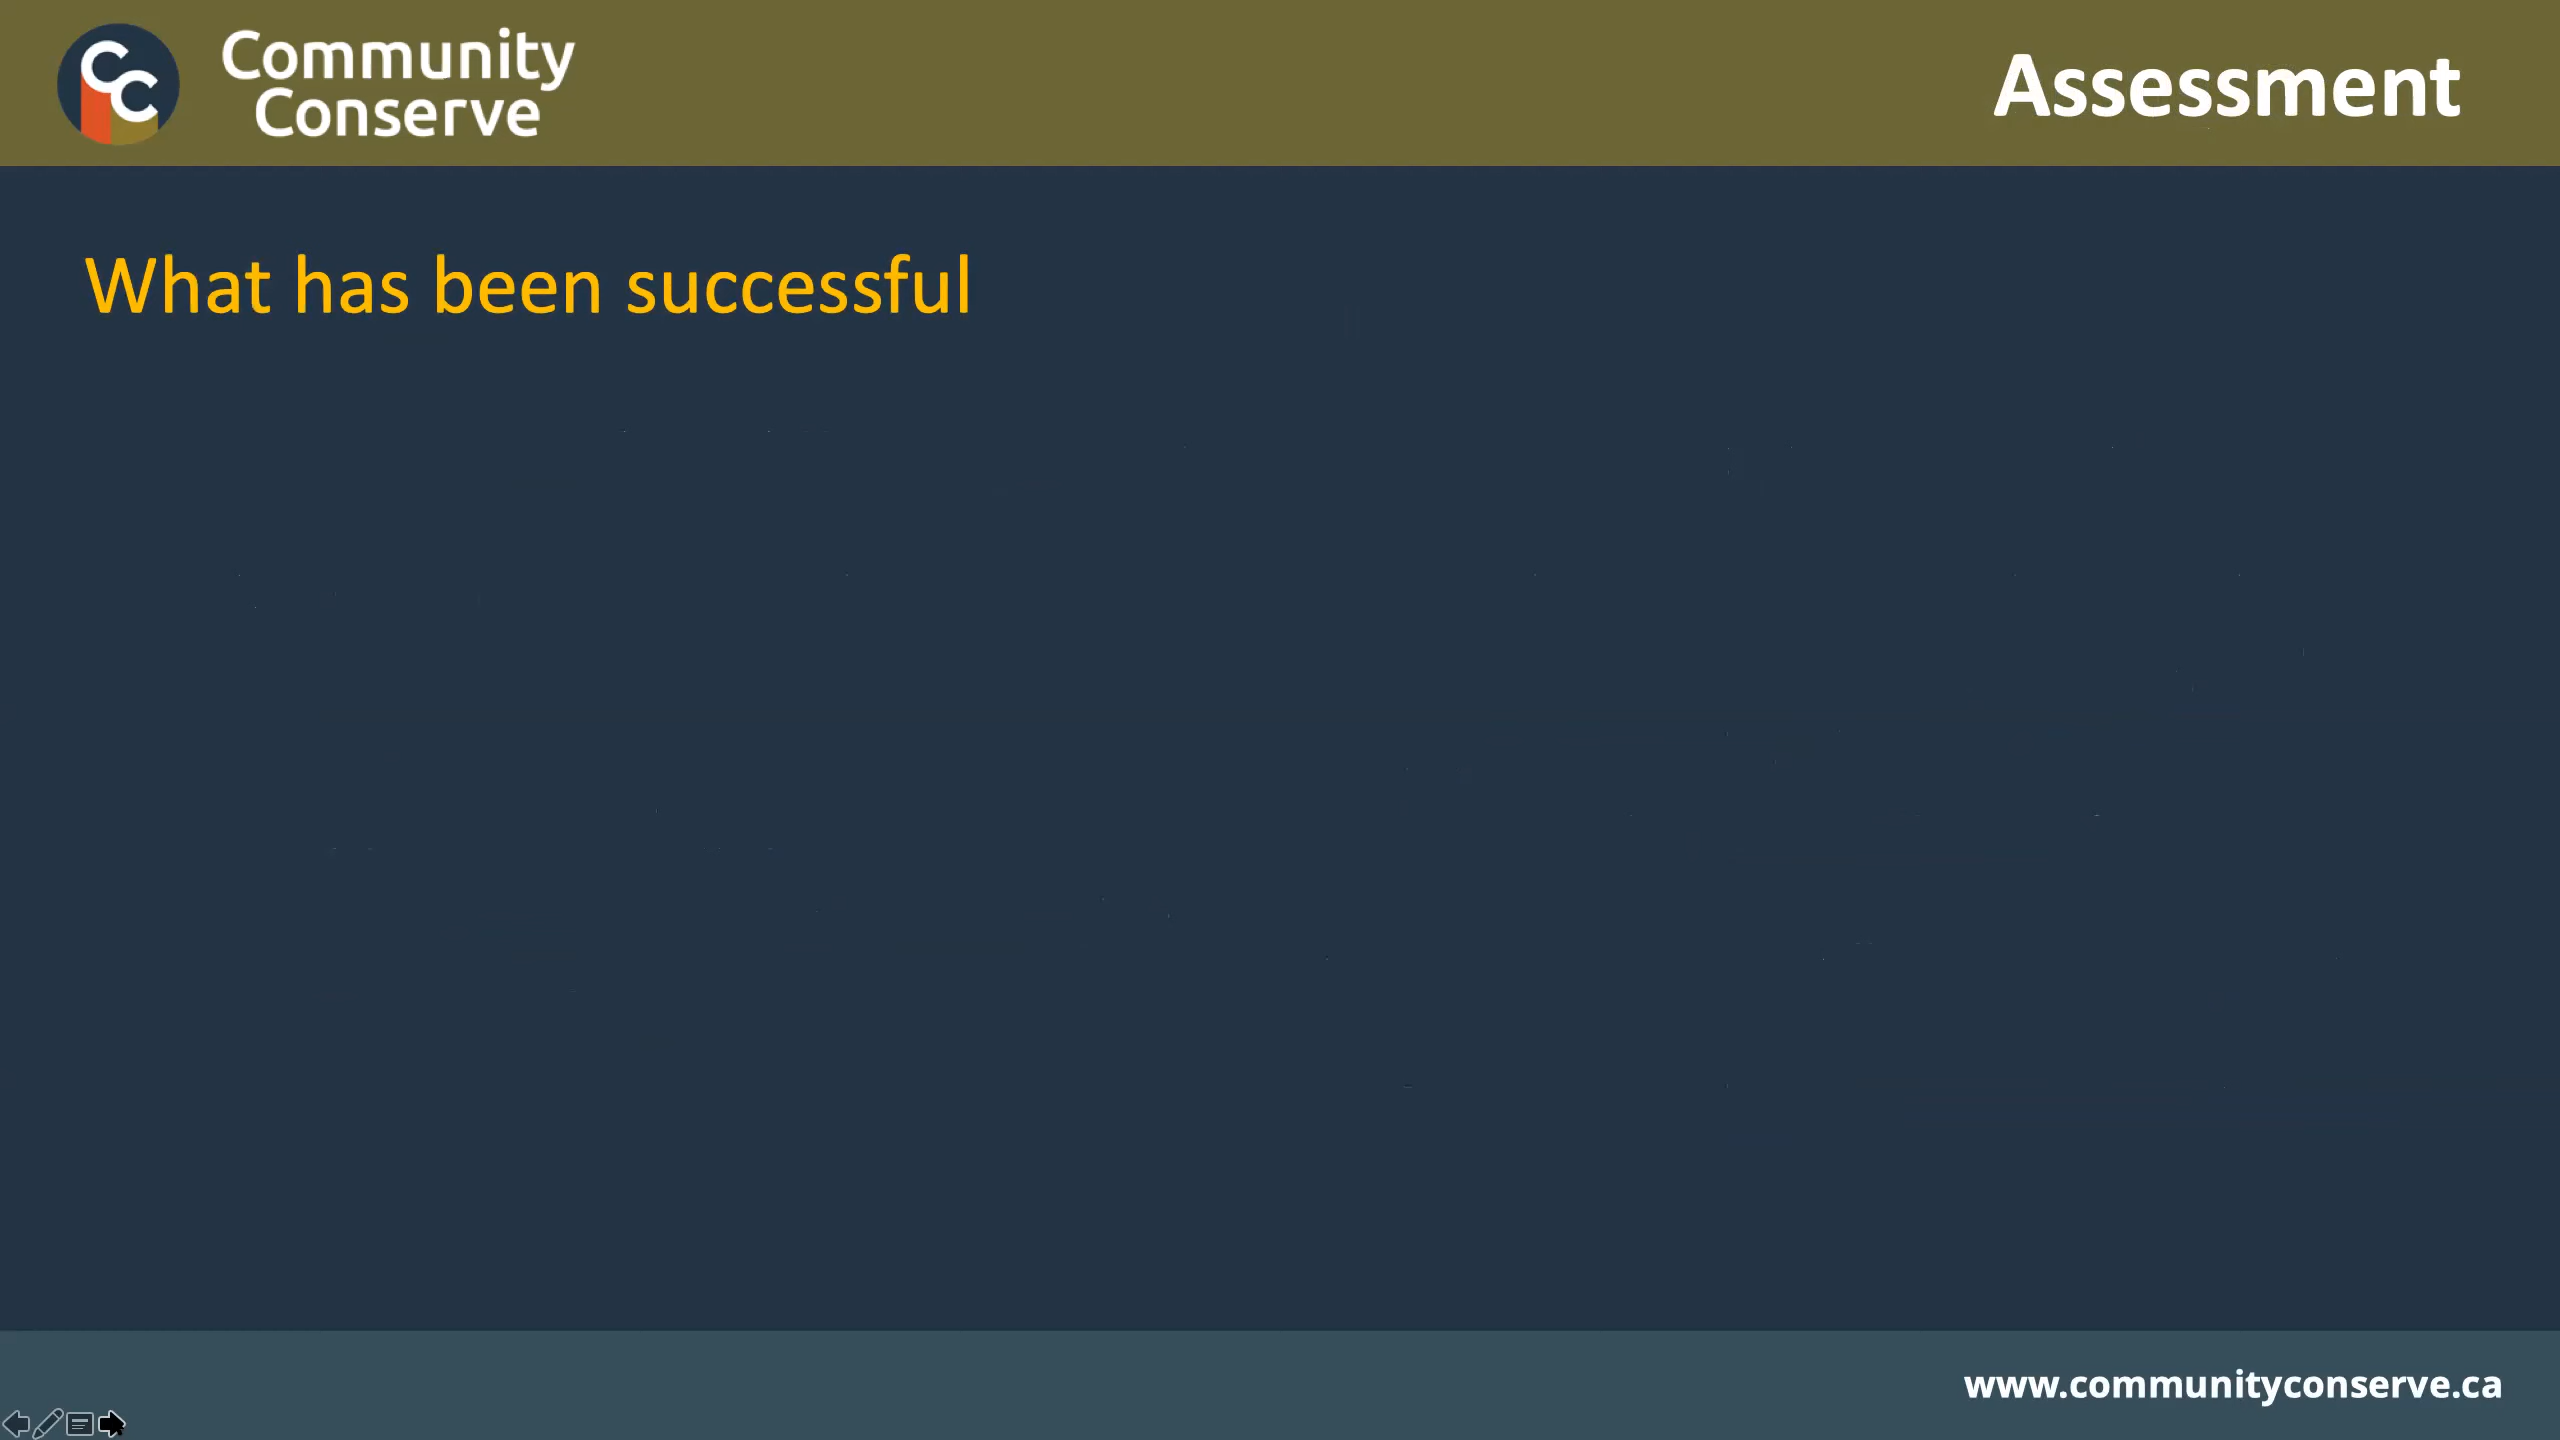 Community
Conserve
Assessment
What has been successful
www.communityconserve.ca